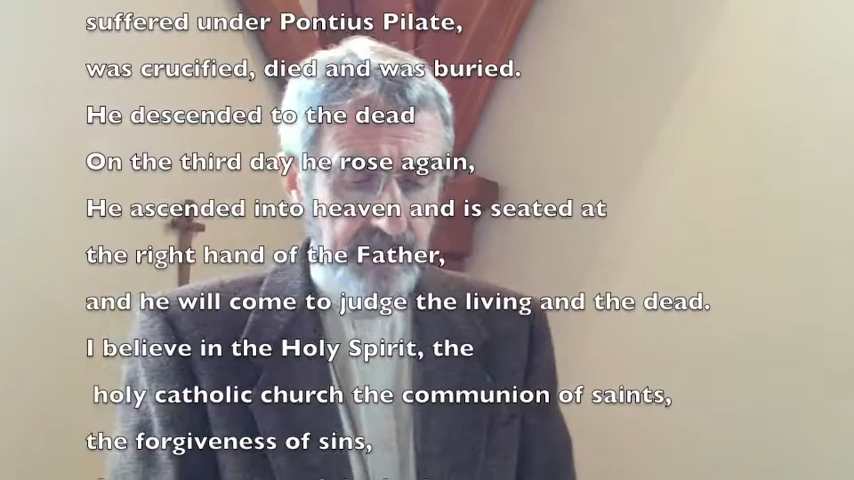 suffered under Pontius Pilate,
was crucified, died and was buried.
He descended to the dead
On the third day he rose again,
He ascended into heaven and is seated at
the right hand of the Father,
and he will come to judge the living and the dead.
I believe in the Holy Spirit, the
holy catholic church the communion of saints,
the forgiveness of sins,